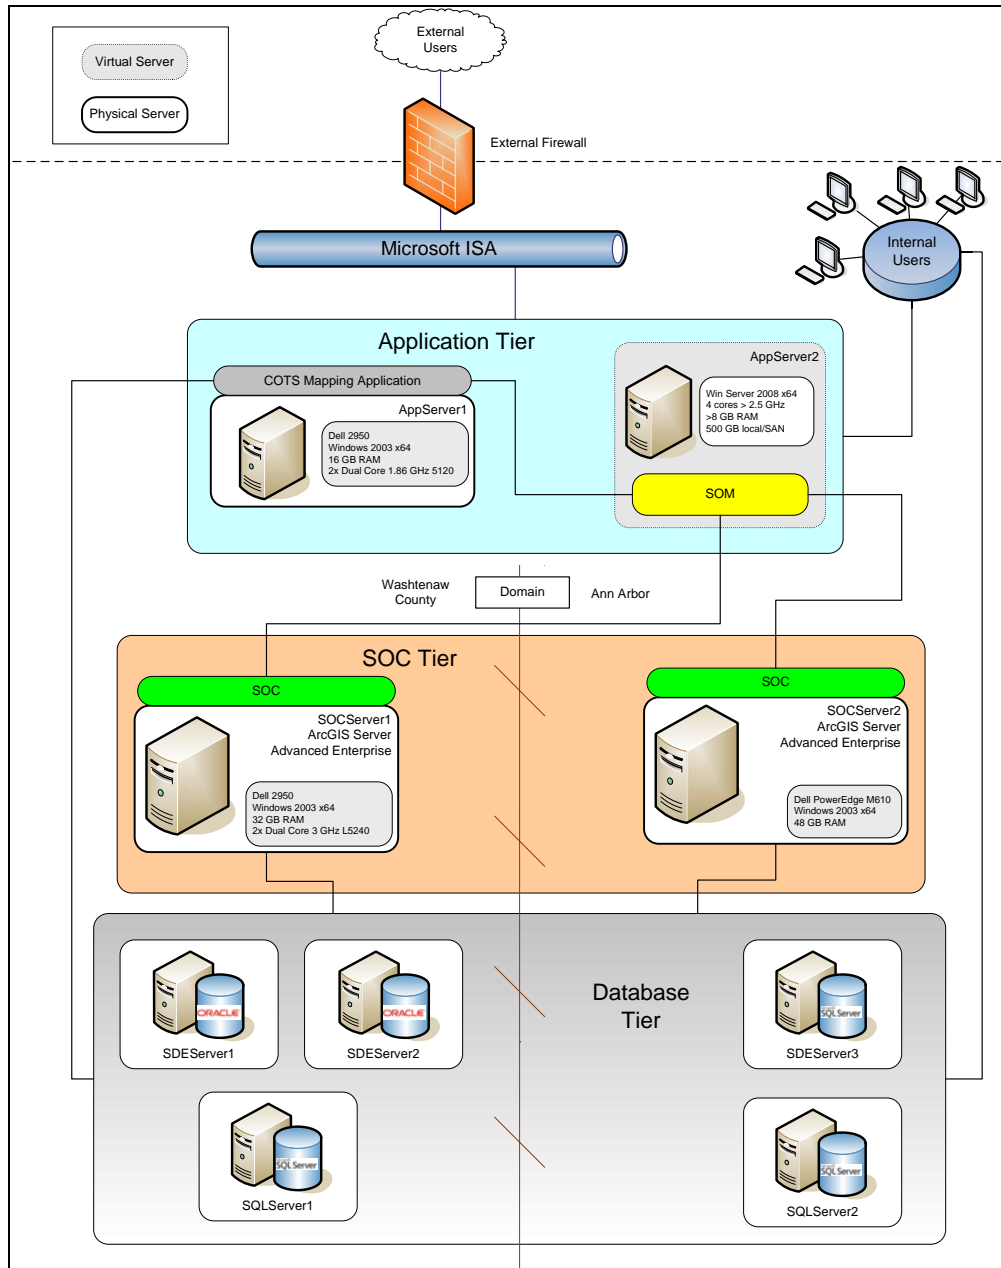 External
Users
Virtual Server
Physical Server
External Firewall
Microsoft ISA
Internal
Users
Application Tier
AppServer2
COTS Mapping Application
AppServer1
Win Server 2008 x64
4 cores > 2.5 GHz
>8 GB RAM
500 GB local/SAN
Dell 2950
Windows 2003 x64
16 GB RAM
2x Dual Core 1.86 GHz 5120
SOM
Washtenaw
County
Domain
Ann Arbor
SOC Tier
SOC
SOC
SOCServer1
ArcGIS Server
Advanced Enterprise
SOCServer2
ArcGIS Server
Advanced Enterprise
Dell 2950
Windows 2003 x64
32 GB RAM
2x Dual Core 3 GHz L5240
Dell PowerEdge M610
Windows 2003 x64
48 GB RAM
Database
Tier
ORACLE
SDEServer1
ORACLE
SDEServer2
SQL Server
SDEServer3
SQL Server
SQLServer1
SQL Server
SQLServer2